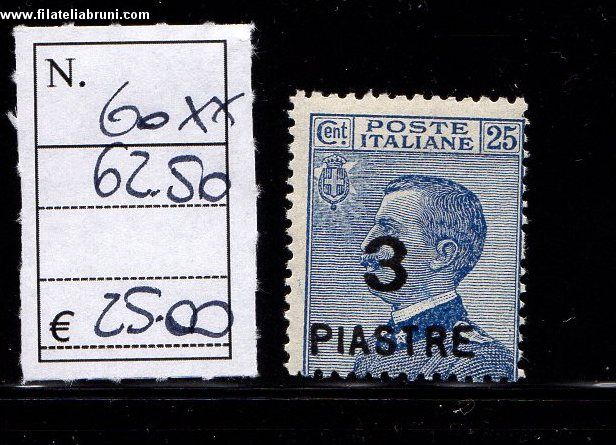 www.filateliabruni.com
N.
60 xx
62.50
€ 25.00
Cent. POSTE ITALIANE 25
3
PIASTRE